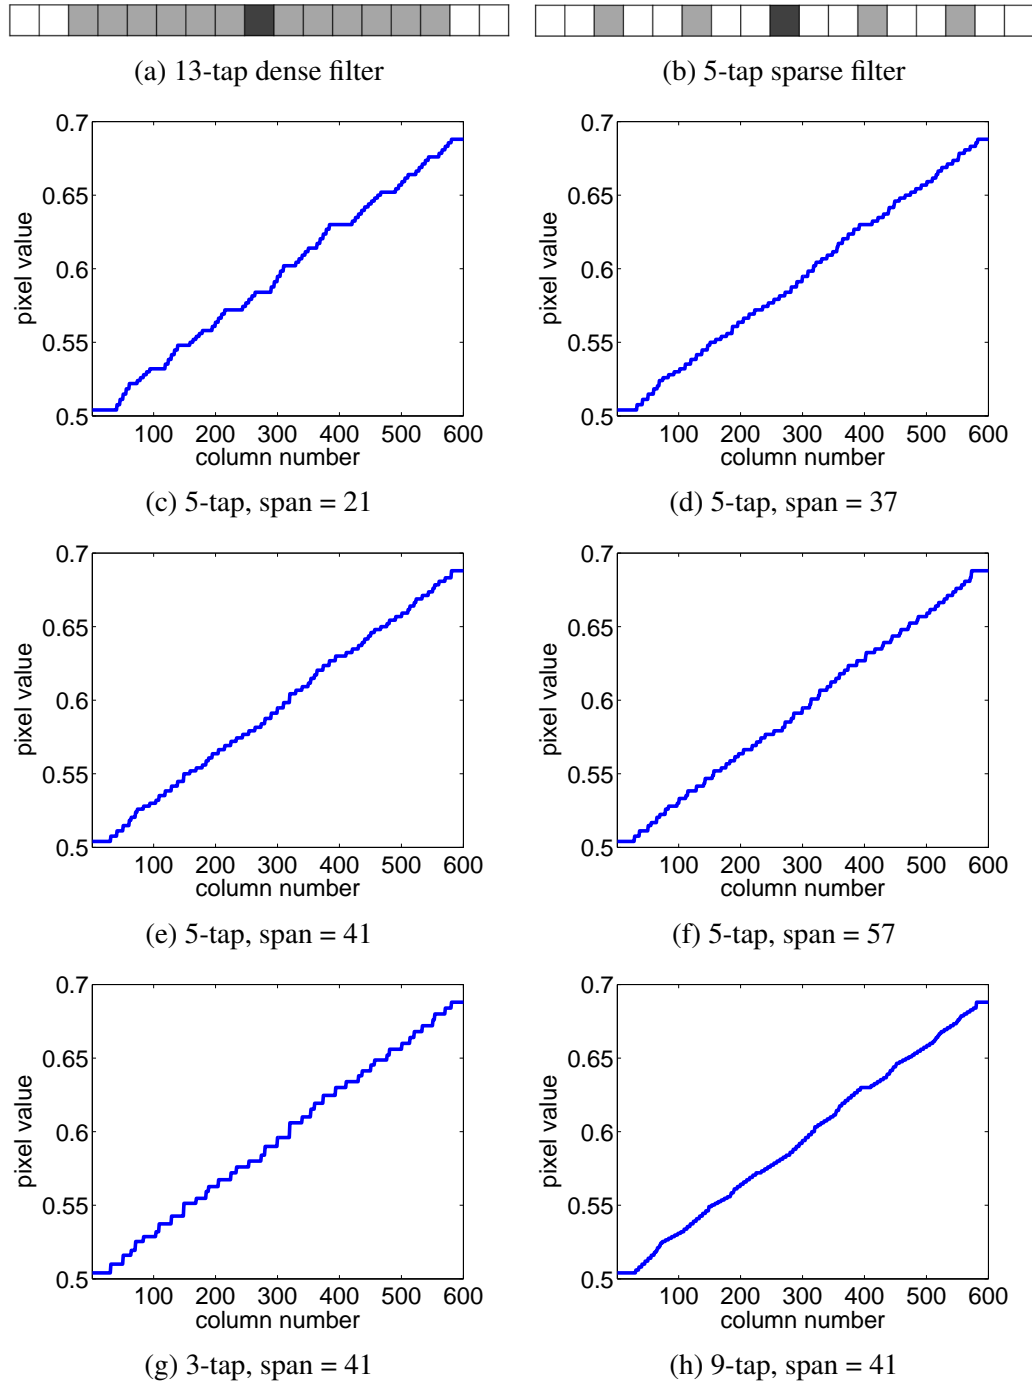 (a) 13-tap dense filter
(b) 5-tap sparse filter
0.7
0.65
0.6
0.55
0.5
pixel value
100 200 300 400 500 600
column number
(c) 5-tap, span = 21
0.7
0.65
0.6
0.55
0.5
pixel value
100 200 300 400 500 600
column number
(d) 5-tap, span = 37
0.7
0.65
0.6
0.55
0.5
pixel value
100 200 300 400 500 600
column number
(e) 5-tap, span = 41
0.7
0.65
0.6
0.55
0.5
pixel value
100 200 300 400 500 600
column number
(f) 5-tap, span = 57
0.7
0.65
0.6
0.55
0.5
pixel value
100 200 300 400 500 600
column number
(g) 3-tap, span = 41
0.7
0.65
0.6
0.55
0.5
pixel value
100 200 300 400 500 600
column number
(h) 9-tap, span = 41